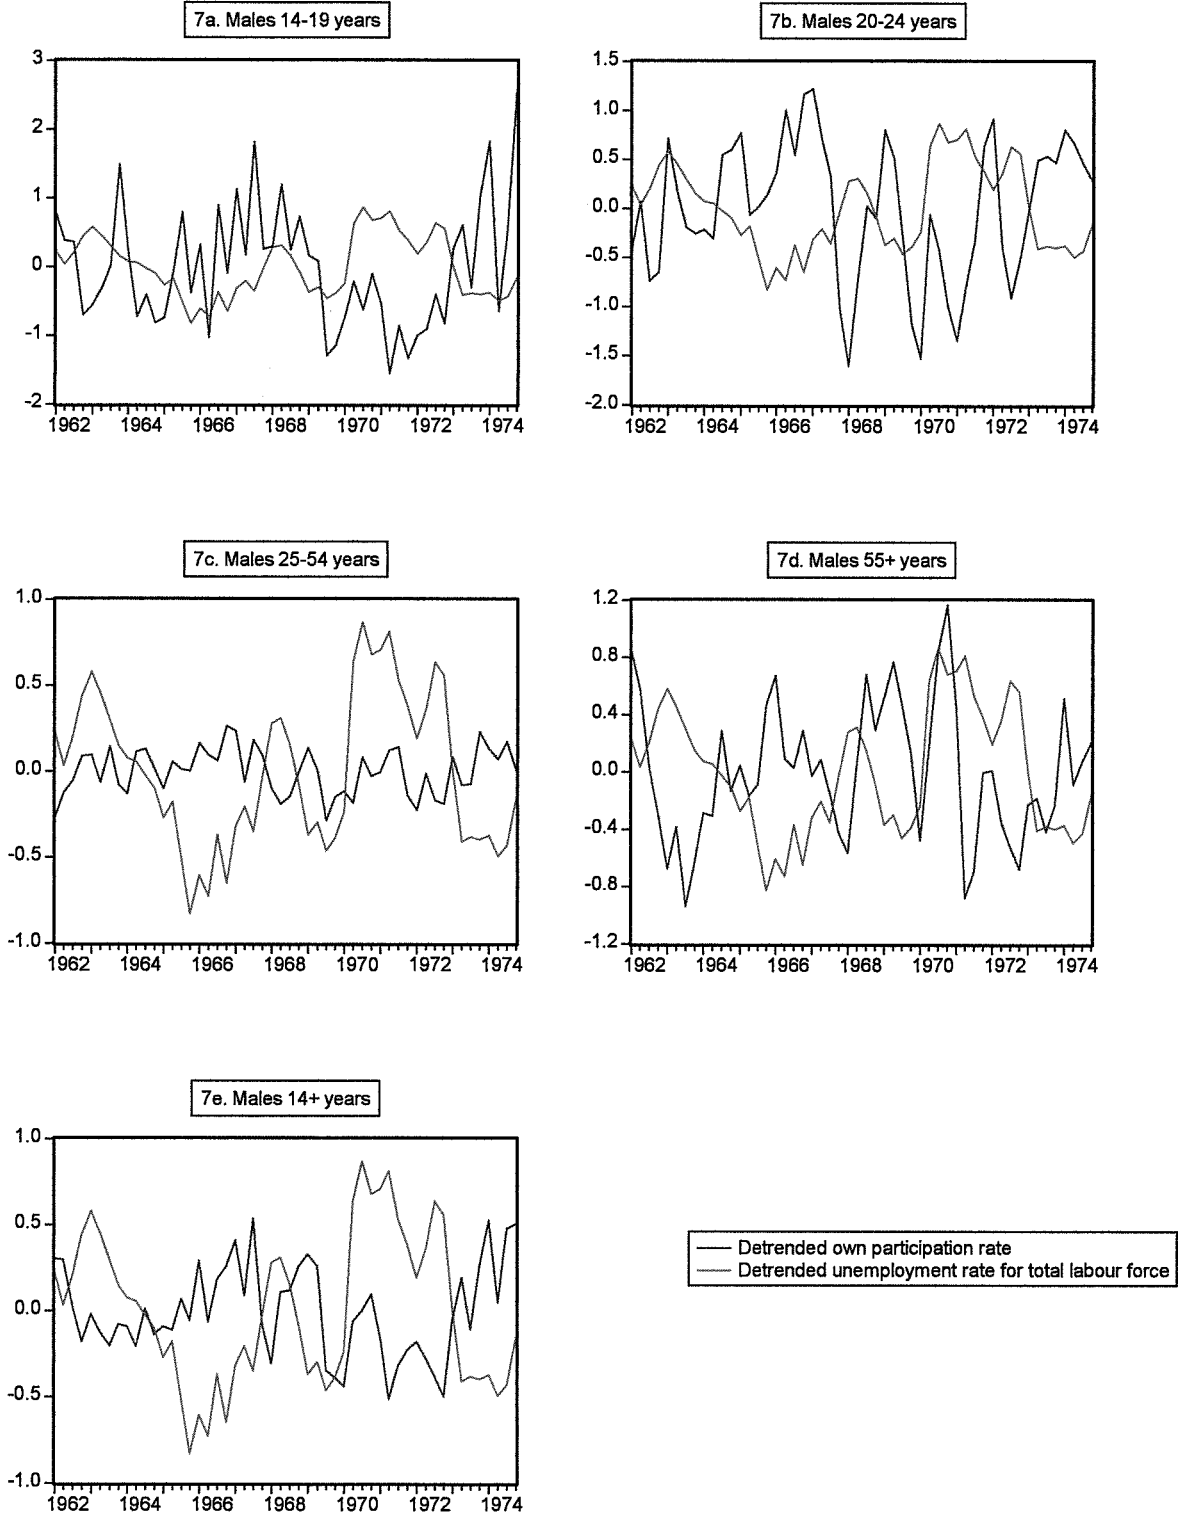 7a. Males 14-19 years
3
2
1
0
-1
-2
1962 1964 1966 1968 1970 1972 1974
7b. Males 20-24 years
1.5
1.0
0.5
0.0
-0.5
-1.0
-1.5
-2.0
1962 1964 1966 1968 1970 1972 1974
7c. Males 25-54 years
1.0
0.5
0.0
-0.5
-1.0
1962 1964 1966 1968 1970 1972 1974
7d. Males 55+ years
1.2
0.8
0.4
0.0
-0.4
-0.8
-1.2
1962 1964 1966 1968 1970 1972 1974
7e. Males 14+ years
1.0
0.5
0.0
-0.5
-1.0
1962 1964 1966 1968 1970 1972 1974
Detrended own participation rate
Detrended unemployment rate for total labour force